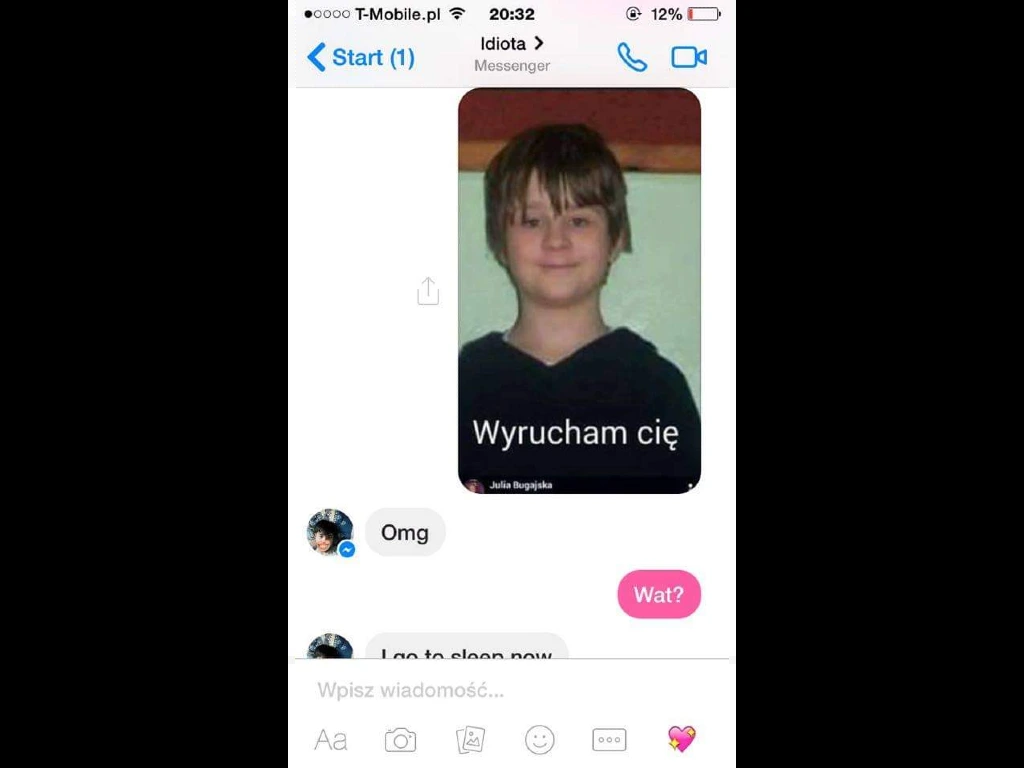 T-Mobile.pl 20:32 12%
Start (1) Idiota
Messenger
Wyrucham cię
Julia Bugajska
Omg
Wat?
I go to sleep now
Wpisz wiadomość...
Aa